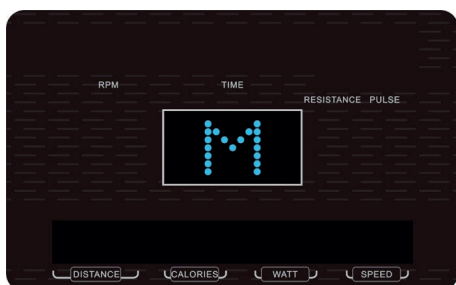 RPM TIME
RESISTANCE PULSE
M
DISTANCE CALORIES WATT SPEED